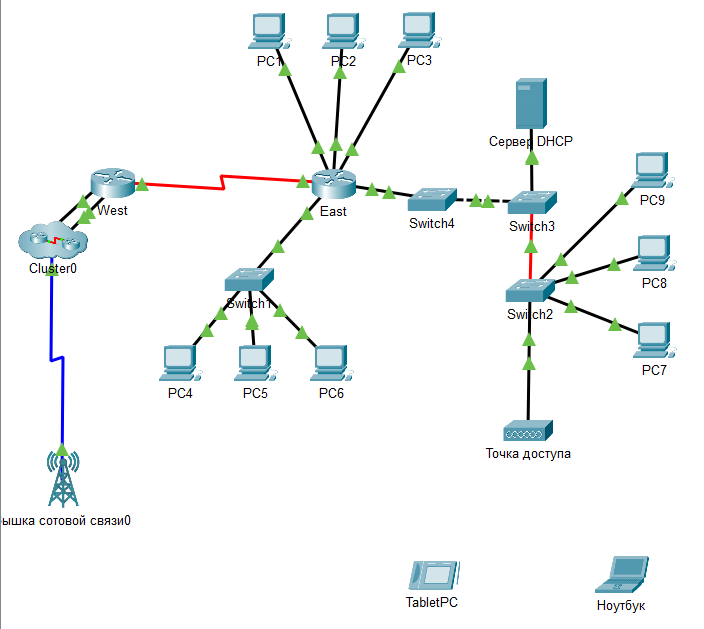 PC1
PC2
PC3
Сервер DHCP
PC9
West
East
Switch4
Switch3
Cluster0
Switch1
Switch2
PC8
PC7
PC4
PC5
PC6
Точка доступа
ышка сотовой связи0
TabletPC
Ноутбук